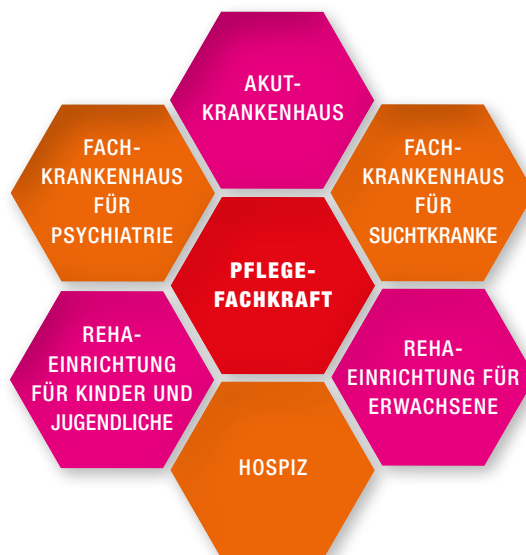 AKUT-
KRANKENHAUS
FACH-
KRANKENHAUS
FÜR
PSYCHIATRIE
FACH-
KRANKENHAUS
FÜR
SUCHTKRANKE
PFLEGE-
FACHKRAFT
REHA-
EINRICHTUNG
FÜR KINDER UND
JUGENDLICHE
REHA-
EINRICHTUNG FÜR
ERWACHSENE
HOSPIZ